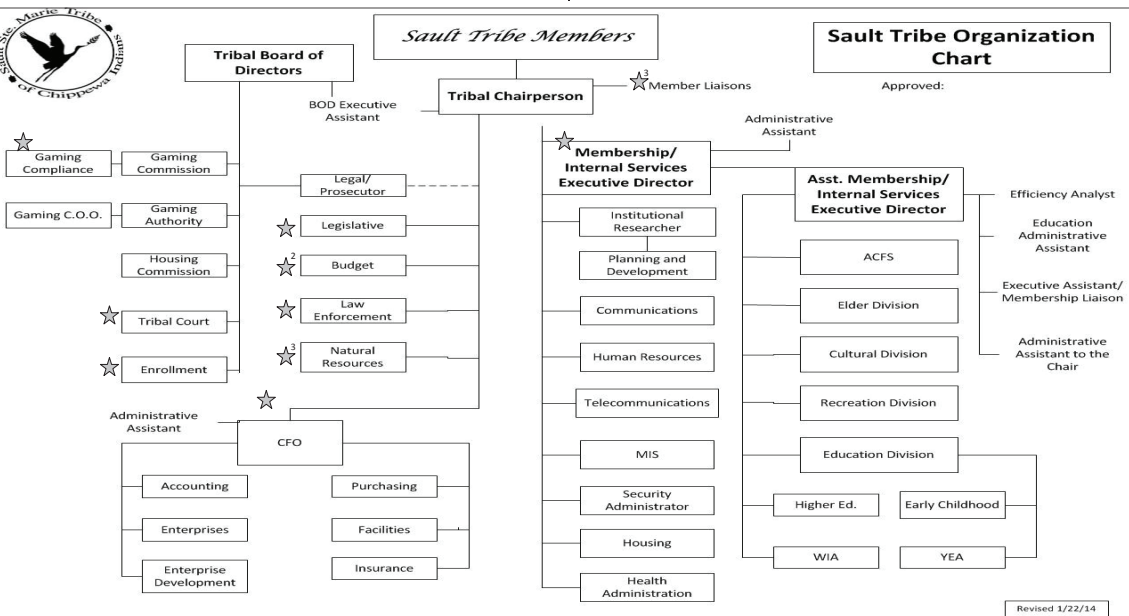 Sault Ste. Marie Tribe
of Chippewa Indians
Sault Tribe Members
Sault Tribe Organization
Chart
Approved:
Tribal Board of
Directors
BOD Executive
Assistant
Tribal Chairperson
3
Member Liaisons
Administrative
Assistant
Gaming
Compliance
Gaming
Commission
Gaming C.O.O.
Gaming
Authority
Housing
Commission
Tribal Court
Enrollment
Legal/
Prosecutor
Legislative
2
Budget
Law
Enforcement
3
Natural
Resources
Administrative
Assistant
CFO
Accounting
Enterprises
Enterprise
Development
Purchasing
Facilities
Insurance
Membership/
Internal Services
Executive Director
Institutional
Researcher
Planning and
Development
Communications
Human Resources
Telecommunications
MIS
Security
Administrator
Housing
Health
Administration
Asst. Membership/
Internal Services
Executive Director
ACFS
Elder Division
Cultural Division
Recreation Division
Education Division
Higher Ed.
Early Childhood
WIA
YEA
Efficiency Analyst
Education
Administrative
Assistant
Executive Assistant/
Membership Liaison
Administrative
Assistant to the
Chair
Revised 1/22/14